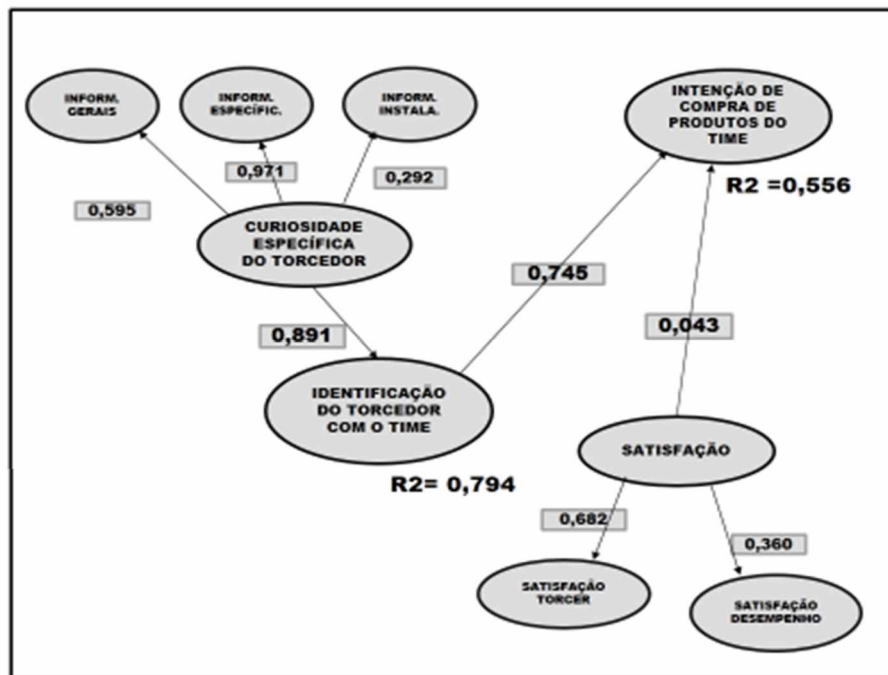 INFORM.
GERAIS
INFORM.
ESPECÍFIC.
INFORM.
INSTALA.
INTENÇÃO DE
COMPRA DE
PRODUTOS DO
TIME
R2 =0,556
0,595
0,971
0,292
CURIOSIDADE
ESPECÍFICA
DO TORCEDOR
0,745
0,891
0,043
IDENTIFICAÇÃO
DO TORCEDOR
COM O TIME
R2= 0,794
SATISFAÇÃO
0,682
0,360
SATISFAÇÃO
TORCER
SATISFAÇÃO
DESEMPENHO